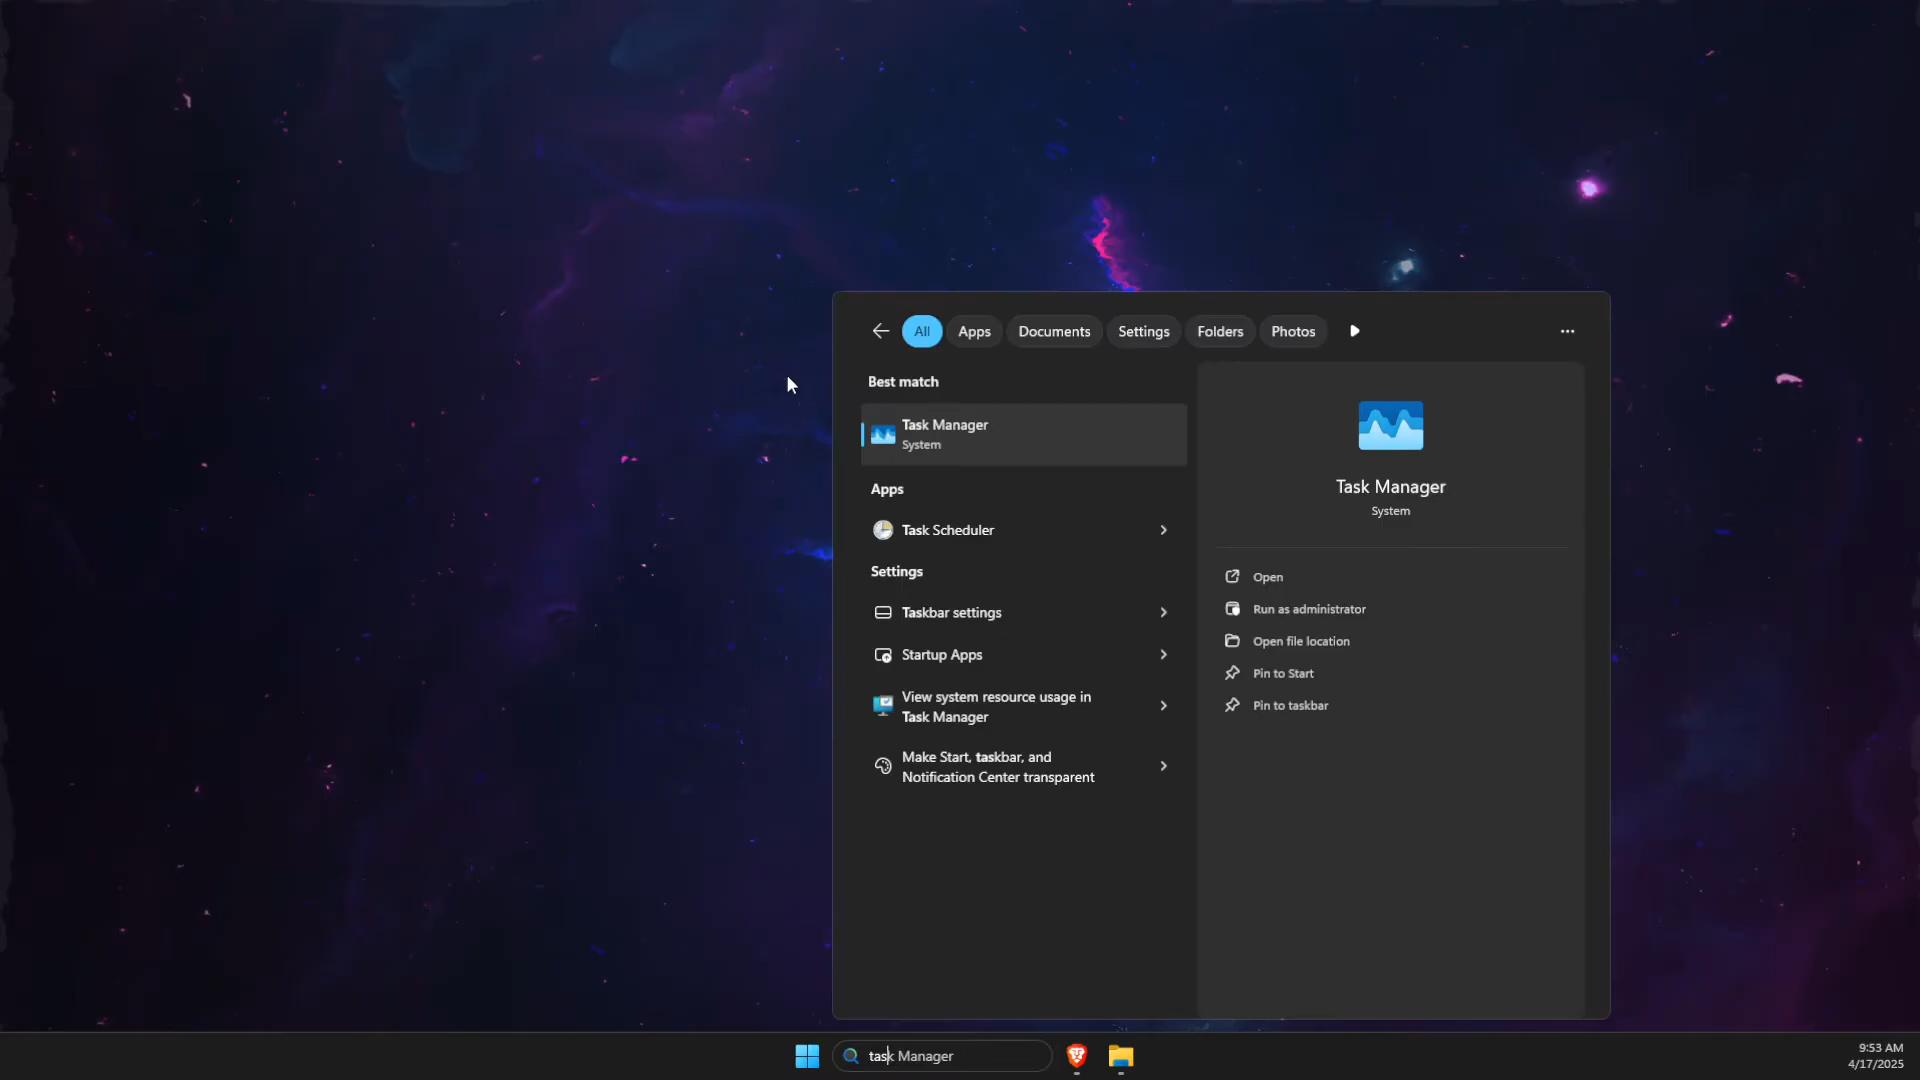 All
Apps
Documents
Settings
Folders
Photos
Best match
Task Manager
System
Apps
Task Scheduler
Settings
Taskbar settings
Startup Apps
View system resource usage in
Task Manager
Make Start, taskbar, and
Notification Center transparent
Task Manager
System
Open
Run as administrator
Open file location
Pin to Start
Pin to taskbar
task Manager
9:53 AM
4/17/2025